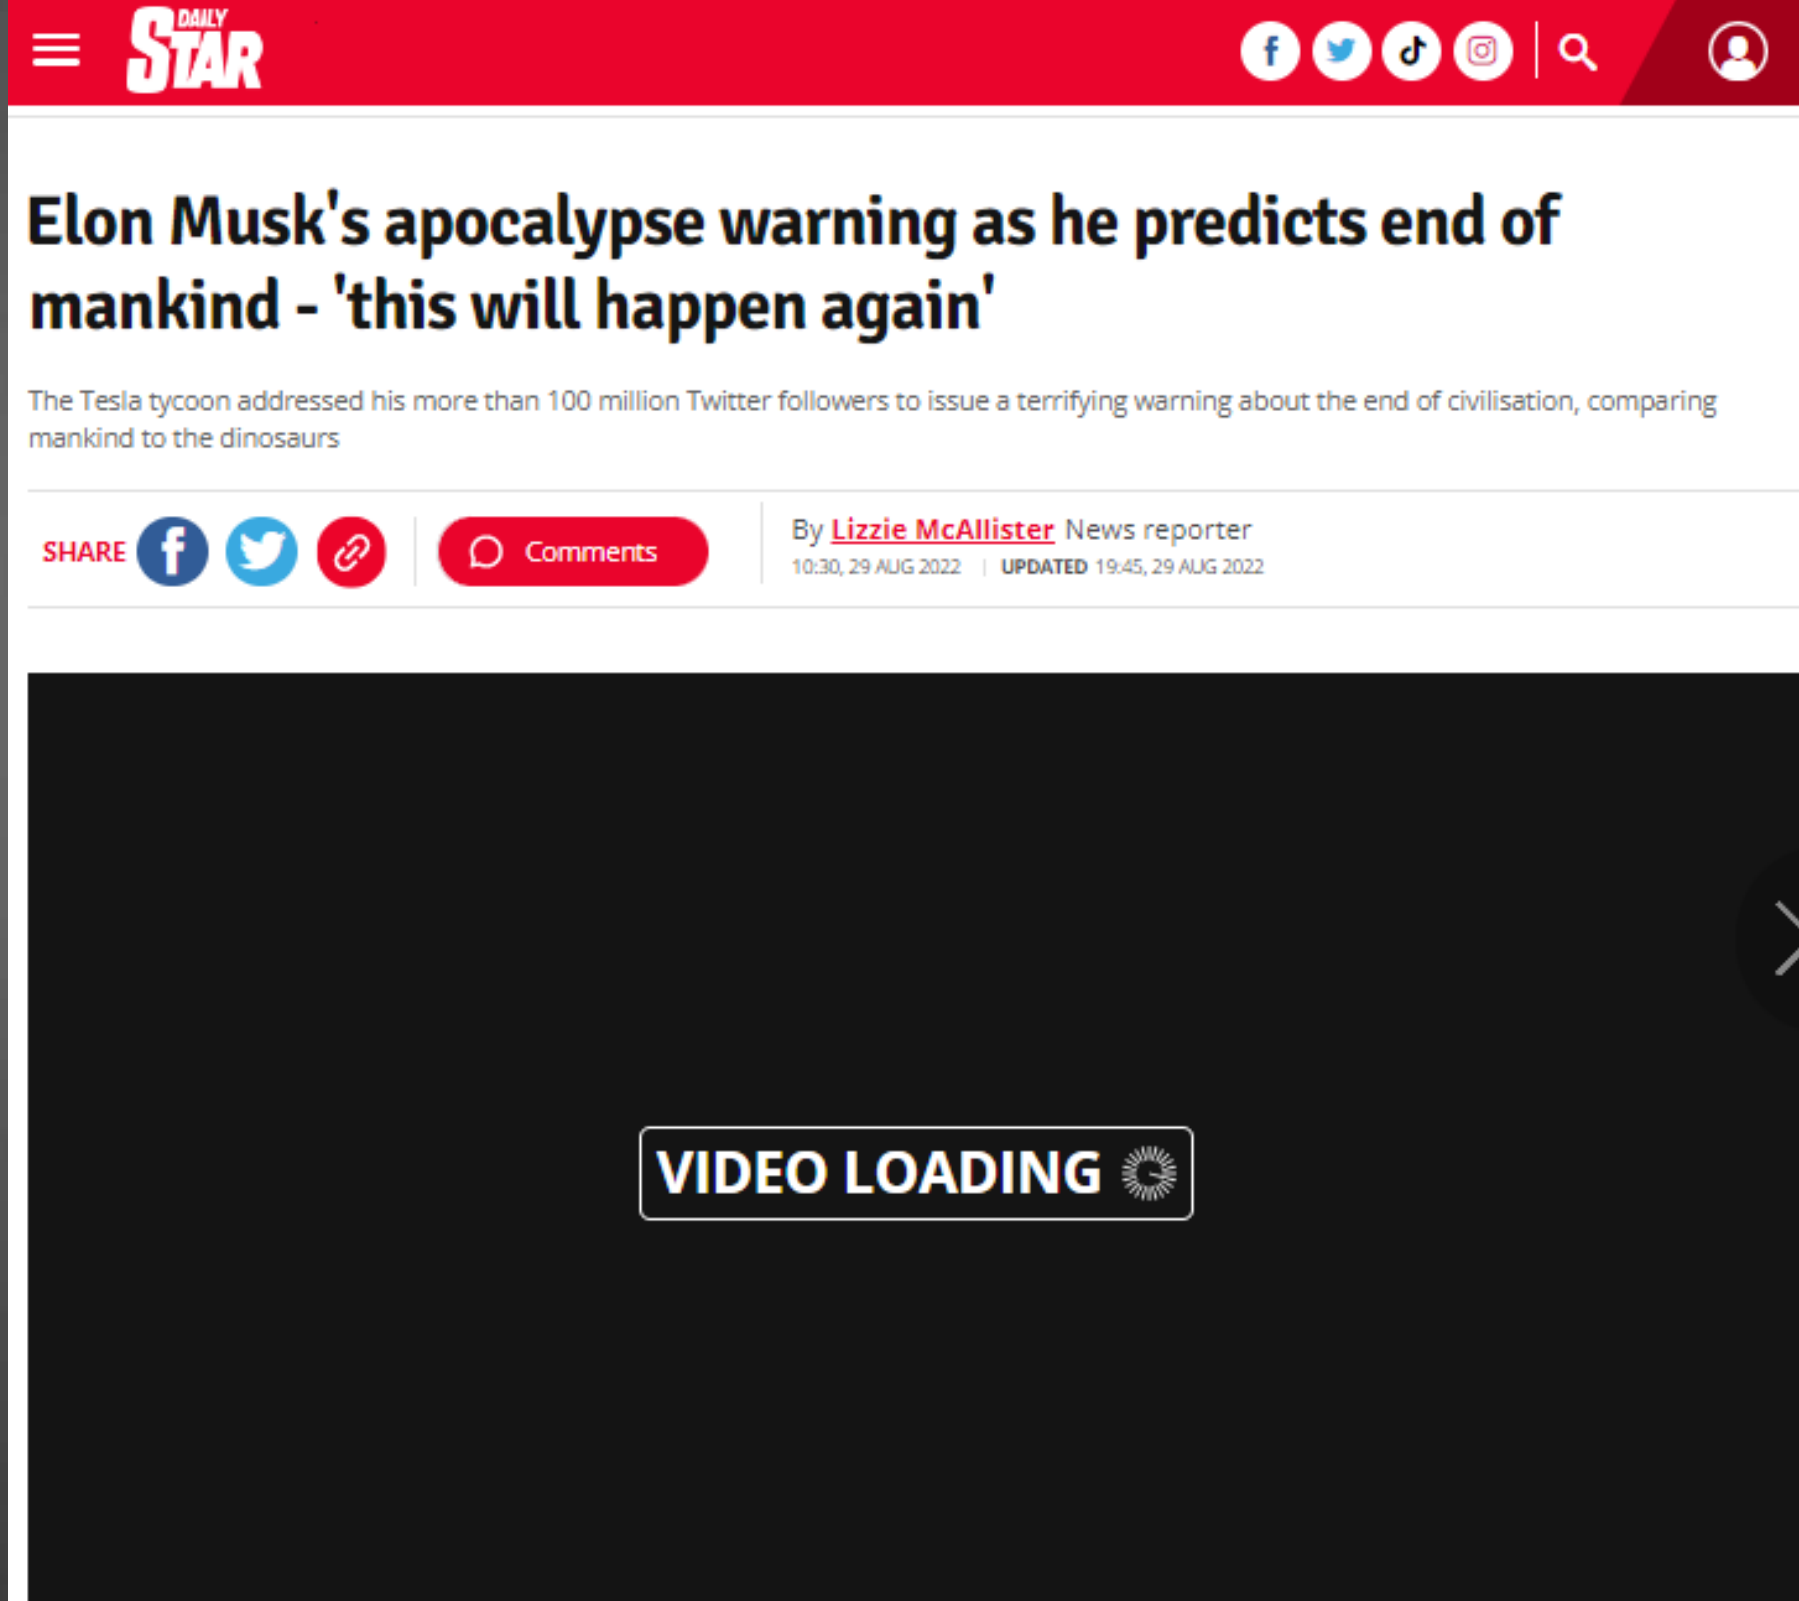 DAILY
STAR
Elon Musk's apocalypse warning as he predicts end of
mankind - 'this will happen again'
The Tesla tycoon addressed his more than 100 million Twitter followers to issue a terrifying warning about the end of civilisation, comparing
mankind to the dinosaurs
SHARE
Comments
By Lizzie McAllister News reporter
10:30, 29 AUG 2022 | UPDATED 19:45, 29 AUG 2022
VIDEO LOADING